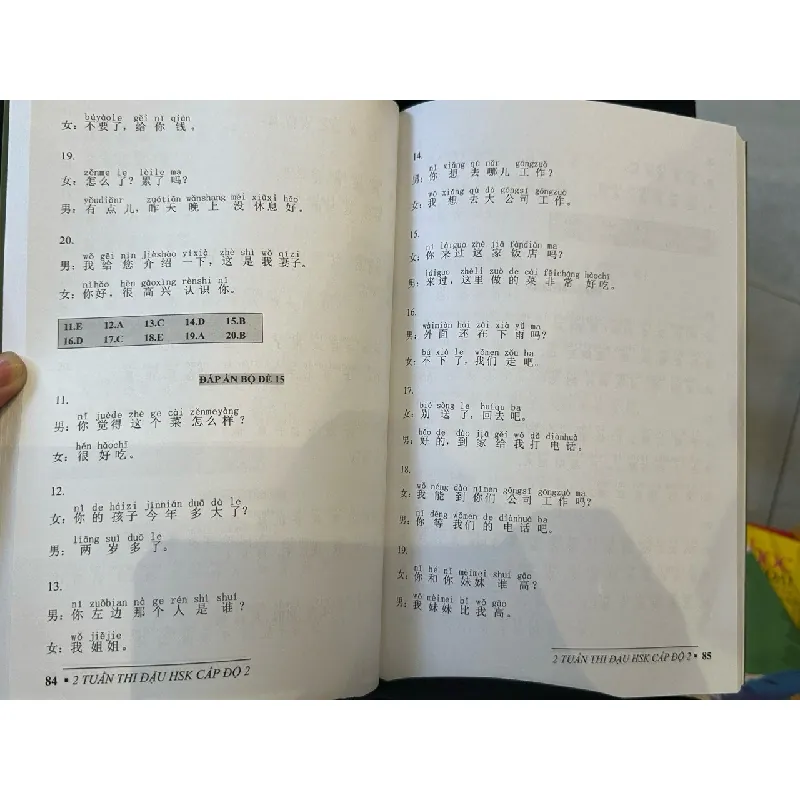 búyàole gěi nǐ qián
女：不要了，给你钱。
19.
zěnme le lèile ma
女：怎么了？累了吗？
yǒudiǎnr zuótiān wǎnshang méi xiūxi hǎo
男：有点儿，昨天晚上没休息好。
20.
wǒ gěi nín jièshào yíxià zhè shì wǒ qīzi
男：我给您介绍一下，这是我妻子。
nǐhǎo hěn gāoxìng rènshi nǐ
女：你好，很高兴认识你。
11.E 12.A 13.C 14.D 15.B
16.D 17.C 18.E 19.A 20.B
ĐÁP ÁN BỘ ĐỀ 15
11.
nǐ juéde zhè ge cài zěnmeyàng
男：你觉得这个菜怎么样？
hěn hǎochī
女：很好吃。
12.
nǐ de háizi jīnnián duō dà le
女：你的孩子今年多大了？
liǎng suì duō le
男：两岁多了。
13.
nǐ zuǒbian nà ge rén shì shuí
男：你左边那个人是谁？
wǒ jiějie
女：我姐姐。
84 ▪ 2 TUẦN THI ĐẬU HSK CẤP ĐỘ 2
14.
nǐ xiǎng qù nǎr gōngzuò
男：你想去哪儿工作？
wǒ xiǎng qù dà gōngsī gōngzuò
女：我想去大公司工作。
15.
nǐ láiguo zhè jiā fàndiàn ma
女：你来过这家饭店吗？
láiguo zhèlǐ zuò de cài fēicháng hǎochī
男：来过，这里做的菜非常好吃。
16.
wàimian hái zài xià yǔ ma
男：外面还在下雨吗？
bú xià le wǒmen zǒu ba
女：不下了，我们走吧。
17.
bié sòng le huíqu ba
女：别送了，回去吧。
hǎo de dào jiā gěi wǒ dǎ diànhuà
男：好的，到家给我打电话。
18.
wǒ néng dào nǐmen gōngsī gōngzuò ma
女：我能到你们公司工作吗？
nǐ děng wǒmen de diànhuà ba
男：你等我们的电话吧。
19.
nǐ hé nǐ mèimei shuí gāo
女：你和你妹妹谁高？
wǒ mèimei bǐ wǒ gāo
男：我妹妹比我高。
2 TUẦN THI ĐẬU HSK CẤP ĐỘ 2 ▪ 85